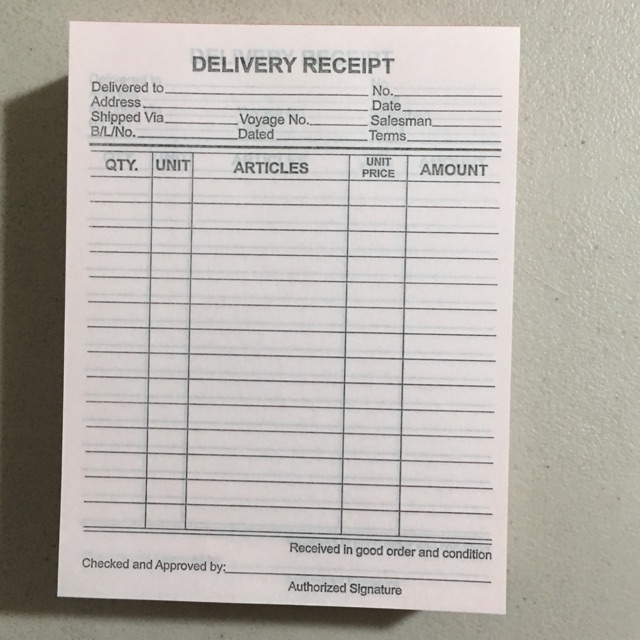 DELIVERY RECEIPT
Delivered to No.
Address Date
Shipped Via Voyage No. Salesman
B/L/No. Dated Terms
QTY. UNIT ARTICLES UNIT PRICE AMOUNT
Received in good order and condition
Checked and Approved by:
Authorized Signature